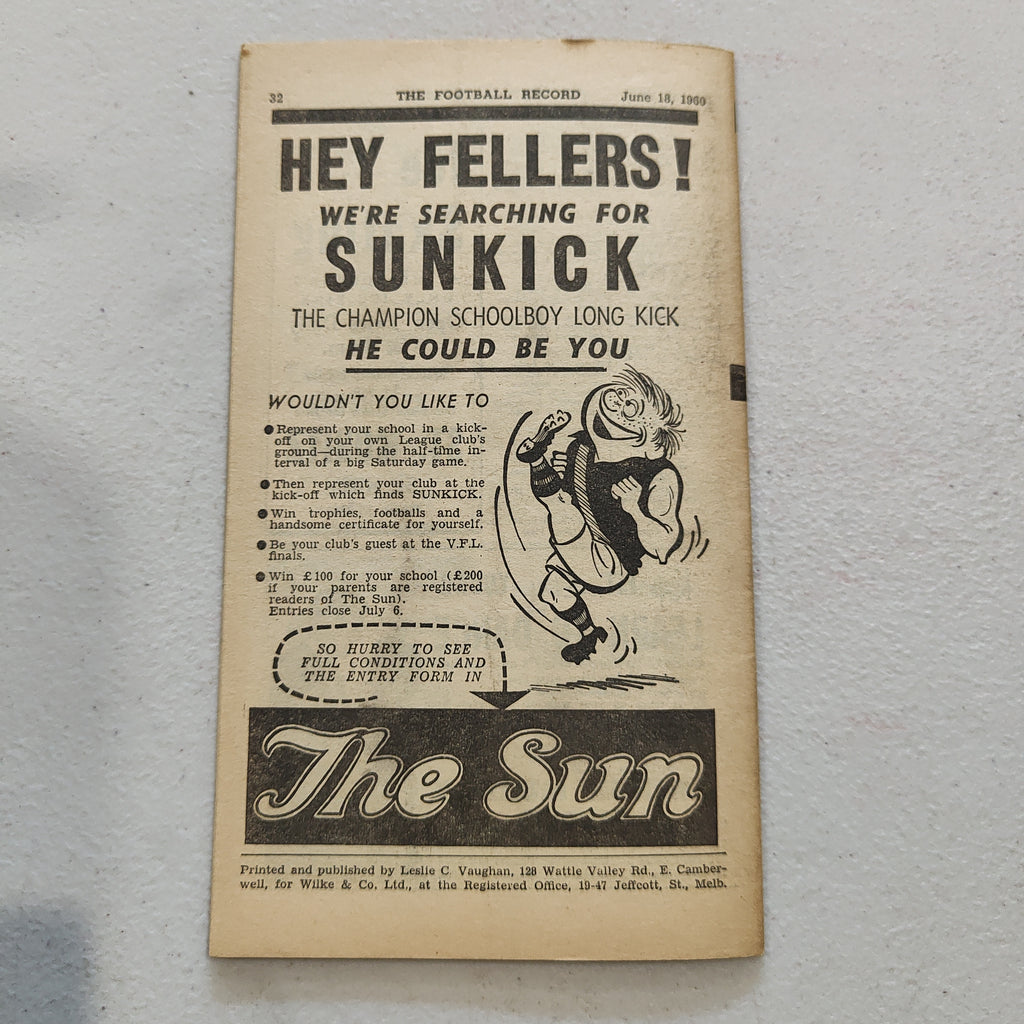 32 THE FOOTBALL RECORD June 18, 1960
HEY FELLERS!
WE'RE SEARCHING FOR
SUNKICK
THE CHAMPION SCHOOLBOY LONG KICK
HE COULD BE YOU
WOULDN'T YOU LIKE TO
● Represent your school in a kick-
off on your own League club's
ground—during the half-time in-
terval of a big Saturday game.
● Then represent your club at the
kick-off which finds SUNKICK.
● Win trophies, footballs and a
handsome certificate for yourself.
● Be your club's guest at the V.F.L.
finals.
● Win £100 for your school (£200
if your parents are registered
readers of The Sun).
Entries close July 6.
SO HURRY TO SEE
FULL CONDITIONS AND
THE ENTRY FORM IN
The Sun
Printed and published by Leslie C. Vaughan, 128 Wattle Valley Rd., E. Camber-
well, for Wilke & Co. Ltd., at the Registered Office, 19-47 Jeffcott, St., Melb.